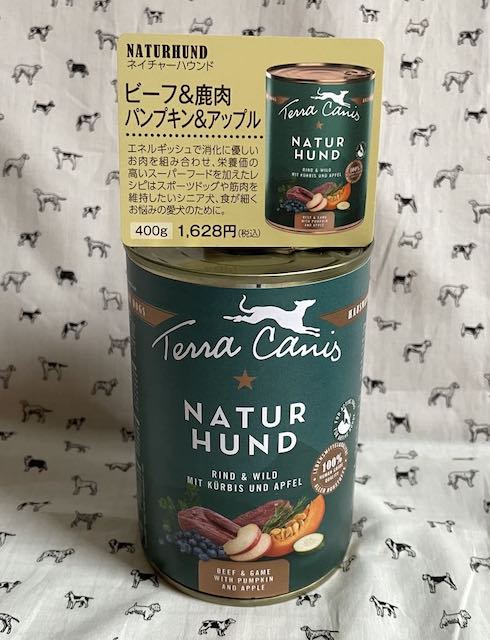 NATURHUND
ネイチャーハウンド
ビーフ&鹿肉
パンプキン&アップル
エネルギッシュで消化に優しい
お肉を組み合わせ、栄養価の
高いスーパーフードを加えたレ
シピはスポーツドッグや筋肉を
維持したいシニア犬、食が細く
お悩みの愛犬のために。
400g 1,628円(税込)
Terra Canis
NATUR
HUND
RIND & WILD
MIT KÜRBIS UND APFEL
BEEF & GAME
WITH PUMPKIN
AND APPLE
Terra Canis
NATUR
HUND
RIND & WILD
MIT KÜRBIS UND APFEL
100%
BEEF & GAME
WITH PUMPKIN
AND APPLE